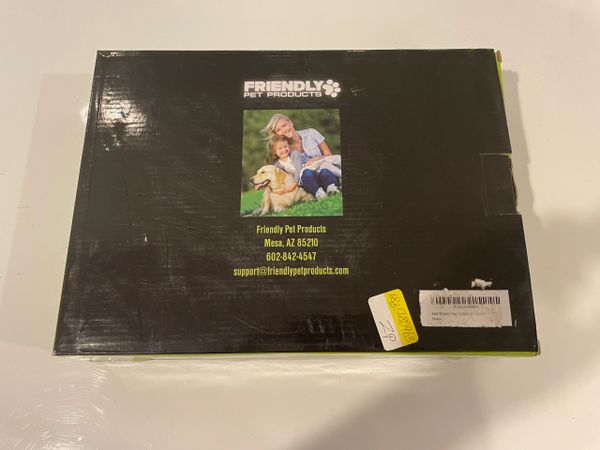 FRIENDLY
PET PRODUCTS
Friendly Pet Products
Mesa, AZ 85210
602-842-4547
support@friendlypetproducts.com